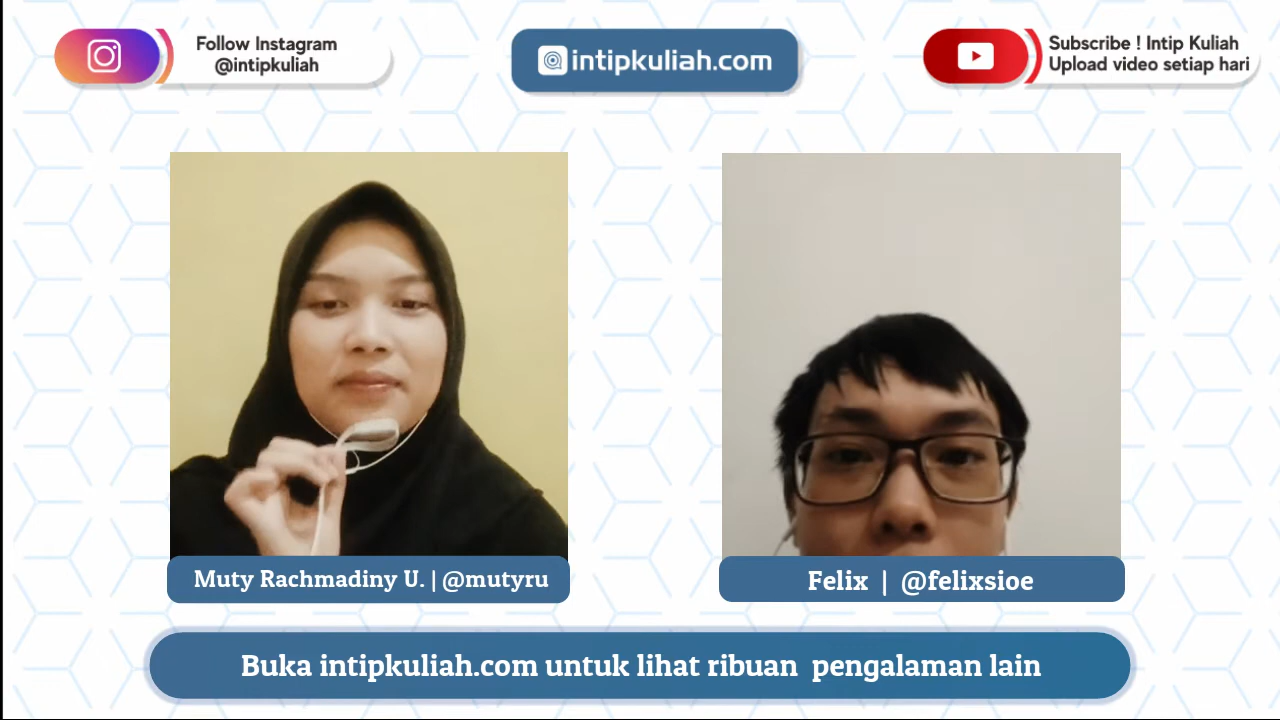 Follow Instagram
@intipkuliah
intipkuliah.com
Subscribe ! Intip Kuliah
Upload video setiap hari
Muty Rachmadiny U. | @mutyru
Felix | @felixsioe
Buka intipkuliah.com untuk lihat ribuan pengalaman lain